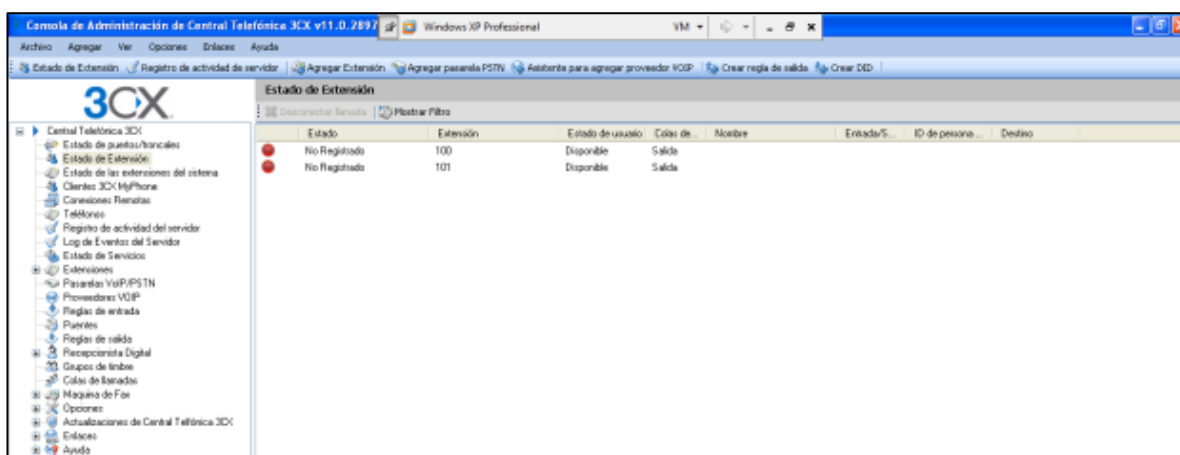 Consola de Administración de Central Telefónica 3CX v11.0.2897 Windows XP Professional VM
Archivo Agregar Ver Opciones Enlaces Ayuda
Estado de Extensión Registro de actividad de servidor Agregar Extensión Agregar pasarela PSTN Asistente para agregar proveedor VOIP Crear regla de salida Crear DID
3CX
Estado de Extensión
Desconectar llamada Mostrar Filtro
Estado Extensión Estado de usuario Colas de... Nombre Entrada/S... ID de persona ... Destino
No Registrado 100 Disponible Salida
No Registrado 101 Disponible Salida
Central Telefónica 3CX
Estado de puertos/troncales
Estado de Extensión
Estado de las extensiones del sistema
Clientes 3CX MyPhone
Conexiones Remotas
Teléfonos
Registro de actividad del servidor
Log de Eventos del Servidor
Estado de Servicios
Extensiones
Pasarelas VoIP/PSTN
Proveedores VOIP
Reglas de entrada
Puentes
Reglas de salida
Recepcionista Digital
Grupos de timbre
Colas de llamadas
Maquina de Fax
Opciones
Actualizaciones de Central Telfónica 3CX
Enlaces
Ayuda